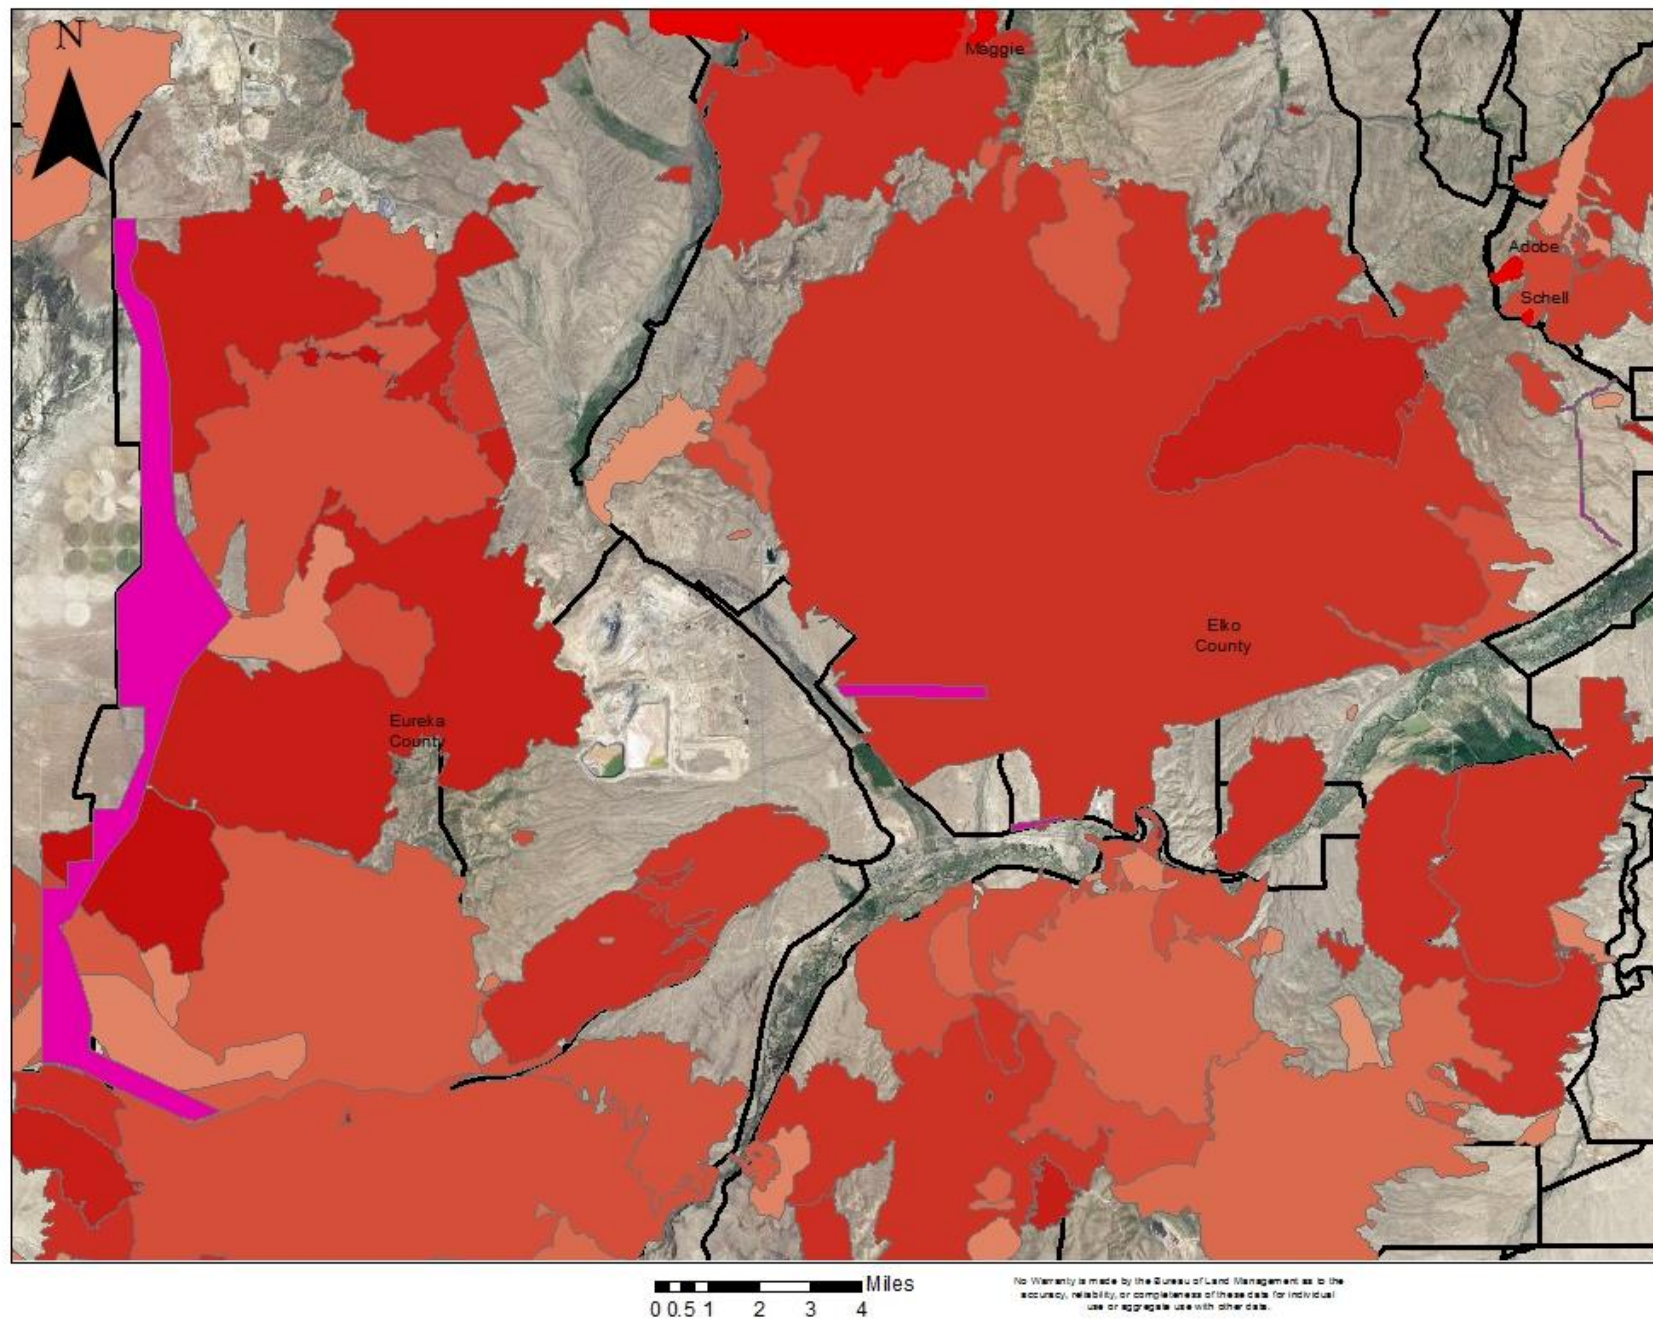 N
Maggie
Adobe
Schell
Elko
County
Eureka
County
Miles
0 0.5 1 2 3 4
No Warranty is made by the Bureau of Land Management as to the
accuracy, reliability, or completeness of these data for individual
use or aggregate use with other data.